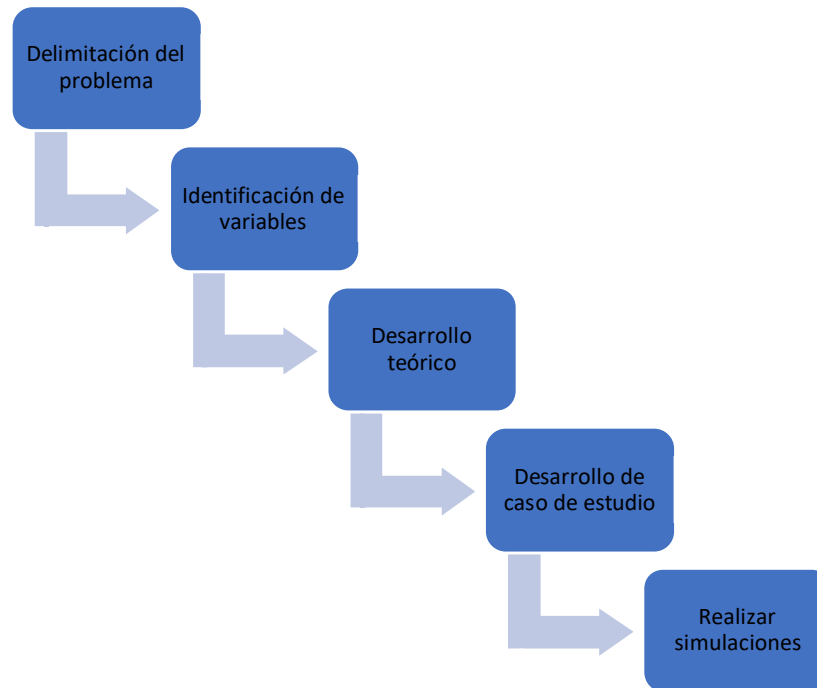 Delimitación del
problema
Identificación de
variables
Desarrollo
teórico
Desarrollo de
caso de estudio
Realizar
simulaciones